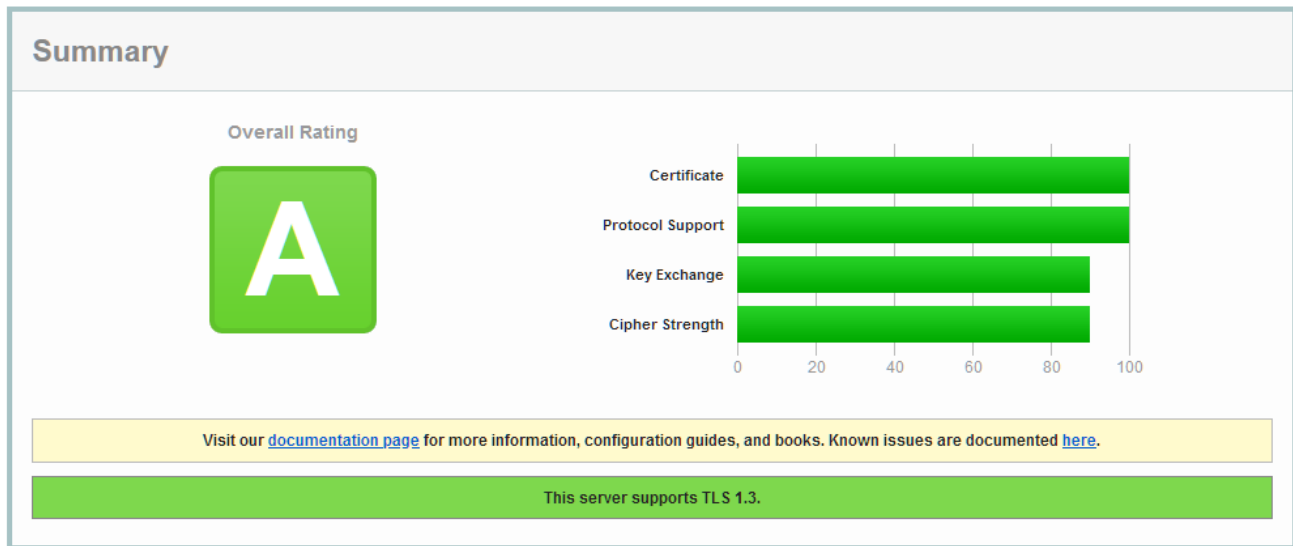 Summary
Overall Rating
A
Certificate
Protocol Support
Key Exchange
Cipher Strength
0 20 40 60 80 100
Visit our documentation page for more information, configuration guides, and books. Known issues are documented here.
This server supports TLS 1.3.